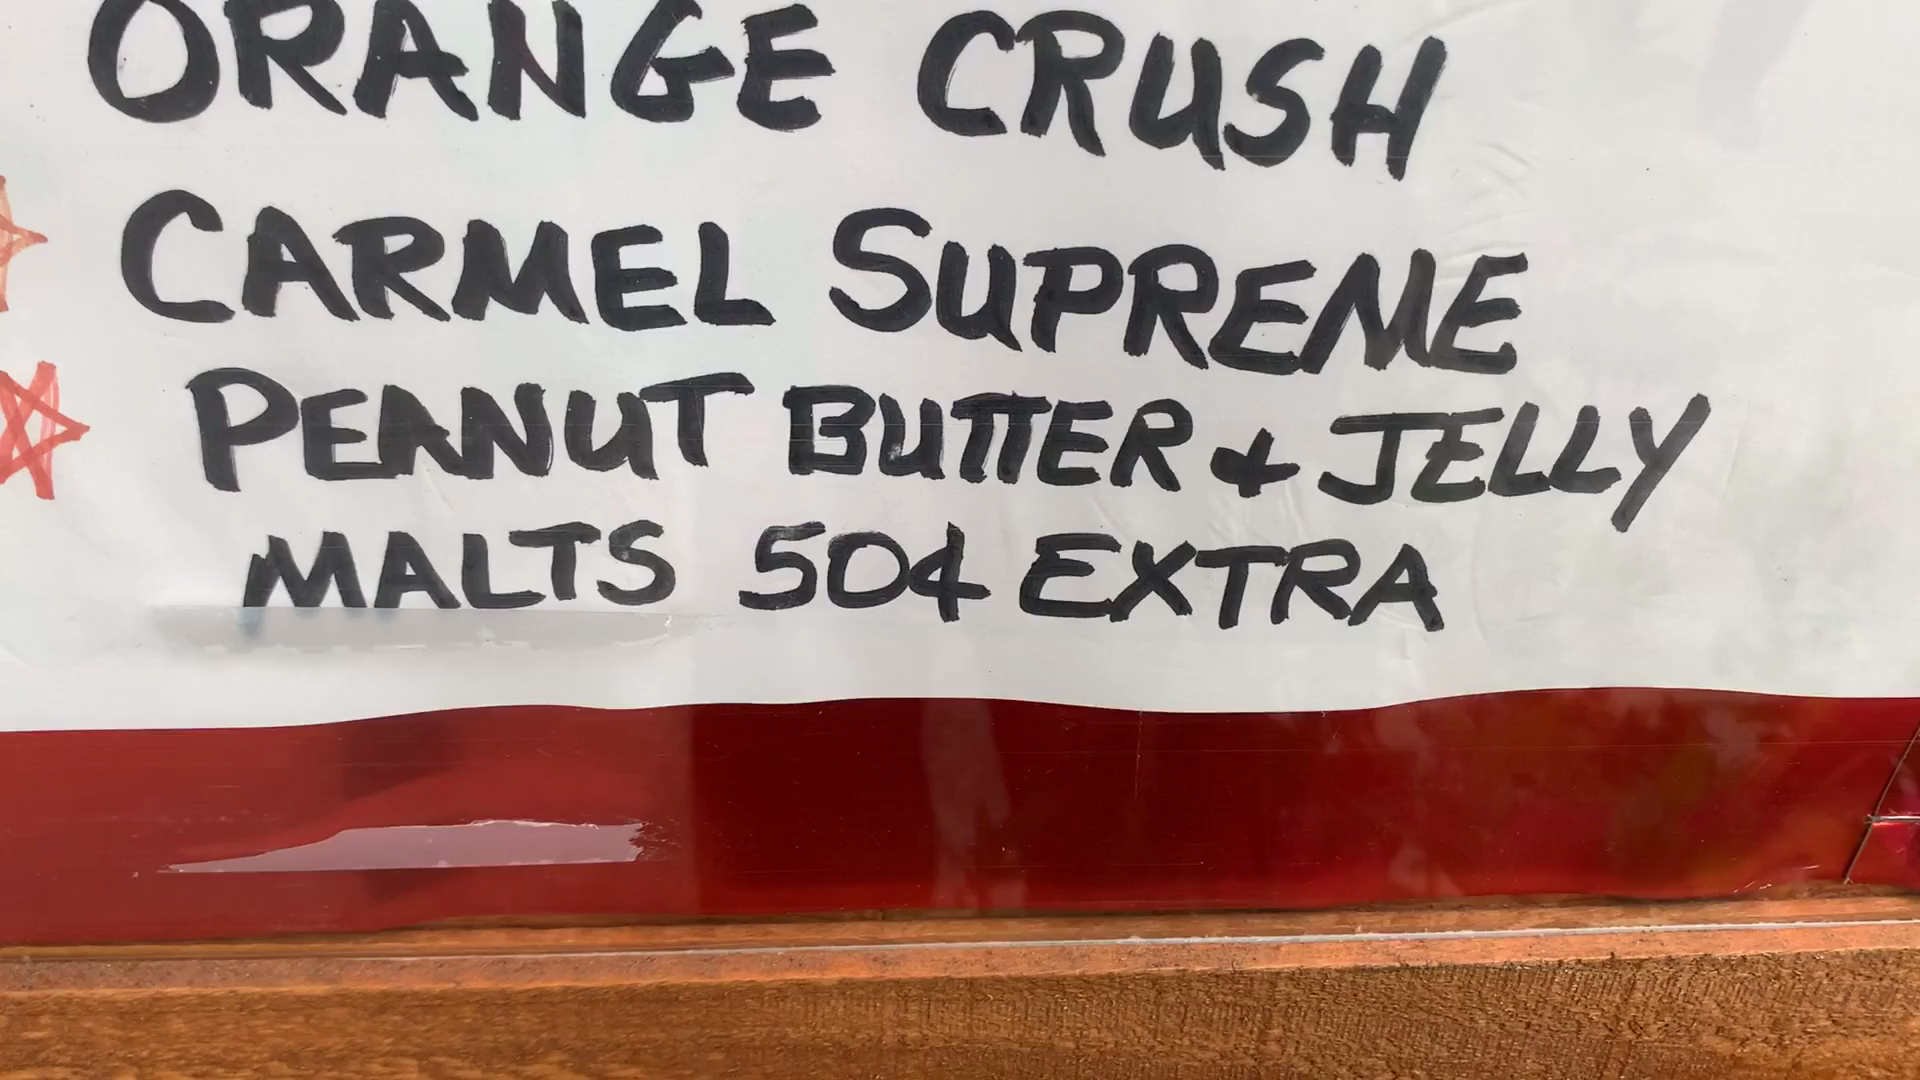 ORANGE CRUSH
CARMEL SUPREME
PEANUT BUTTER & JELLY
MALTS 50¢ EXTRA